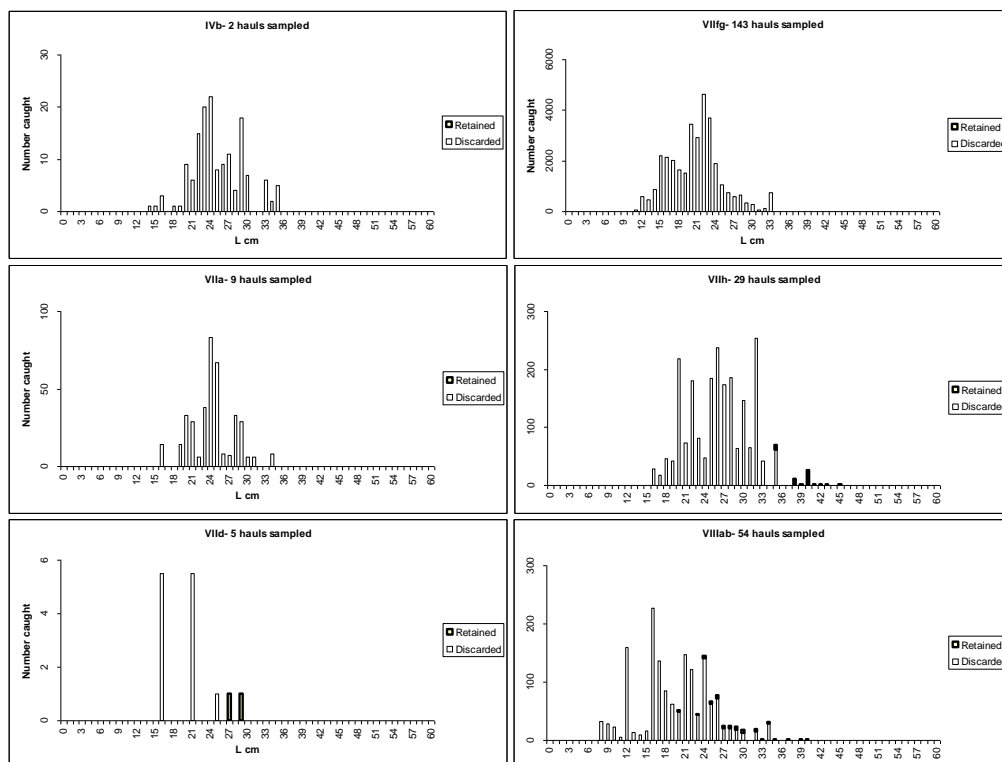 IVb- 2 hauls sampled
Number caught
30
20
10
0
0 3 6 9 12 15 18 21 24 27 30 33 36 39 42 45 48 51 54 57 60
L cm
Retained
Discarded
VIIfg- 143 hauls sampled
Number caught
6000
4000
2000
0
0 3 6 9 12 15 18 21 24 27 30 33 36 39 42 45 48 51 54 57 60
L cm
Retained
Discarded
VIIa- 9 hauls sampled
Number caught
100
50
0
0 3 6 9 12 15 18 21 24 27 30 33 36 39 42 45 48 51 54 57 60
L cm
Retained
Discarded
VIIh- 29 hauls sampled
300
200
100
0
0 3 6 9 12 15 18 21 24 27 30 33 36 39 42 45 48 51 54 57 60
Retained
Discarded
VIId- 5 hauls sampled
Number caught
6
4
2
0
0 3 6 9 12 15 18 21 24 27 30 33 36 39 42 45 48 51 54 57 60
Retained
Discarded
VIIIab- 54 hauls sampled
300
200
100
0
0 3 6 9 12 15 18 21 24 27 30 33 36 39 42 45 48 51 54 57 60
Retained
Discarded